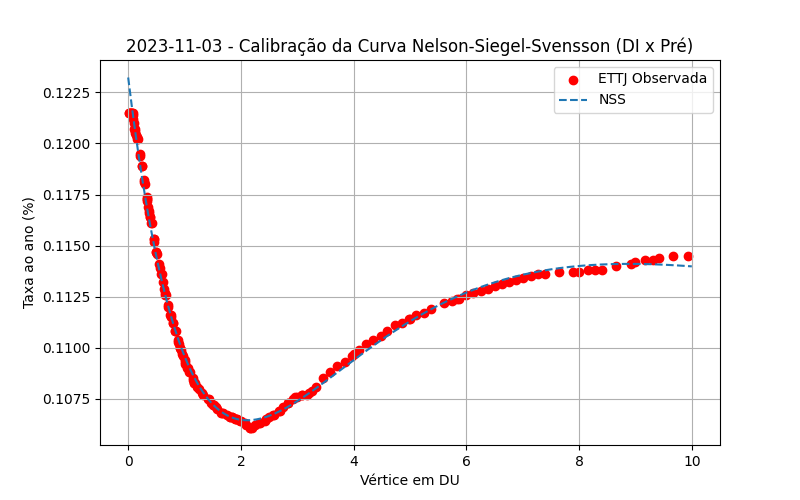 2023-11-03 - Calibração da Curva Nelson-Siegel-Svensson (DI x Pré)
ETTJ Observada
NSS
Taxa ao ano (%)
0.1225
0.1200
0.1175
0.1150
0.1125
0.1100
0.1075
0 2 4 6 8 10
Vértice em DU